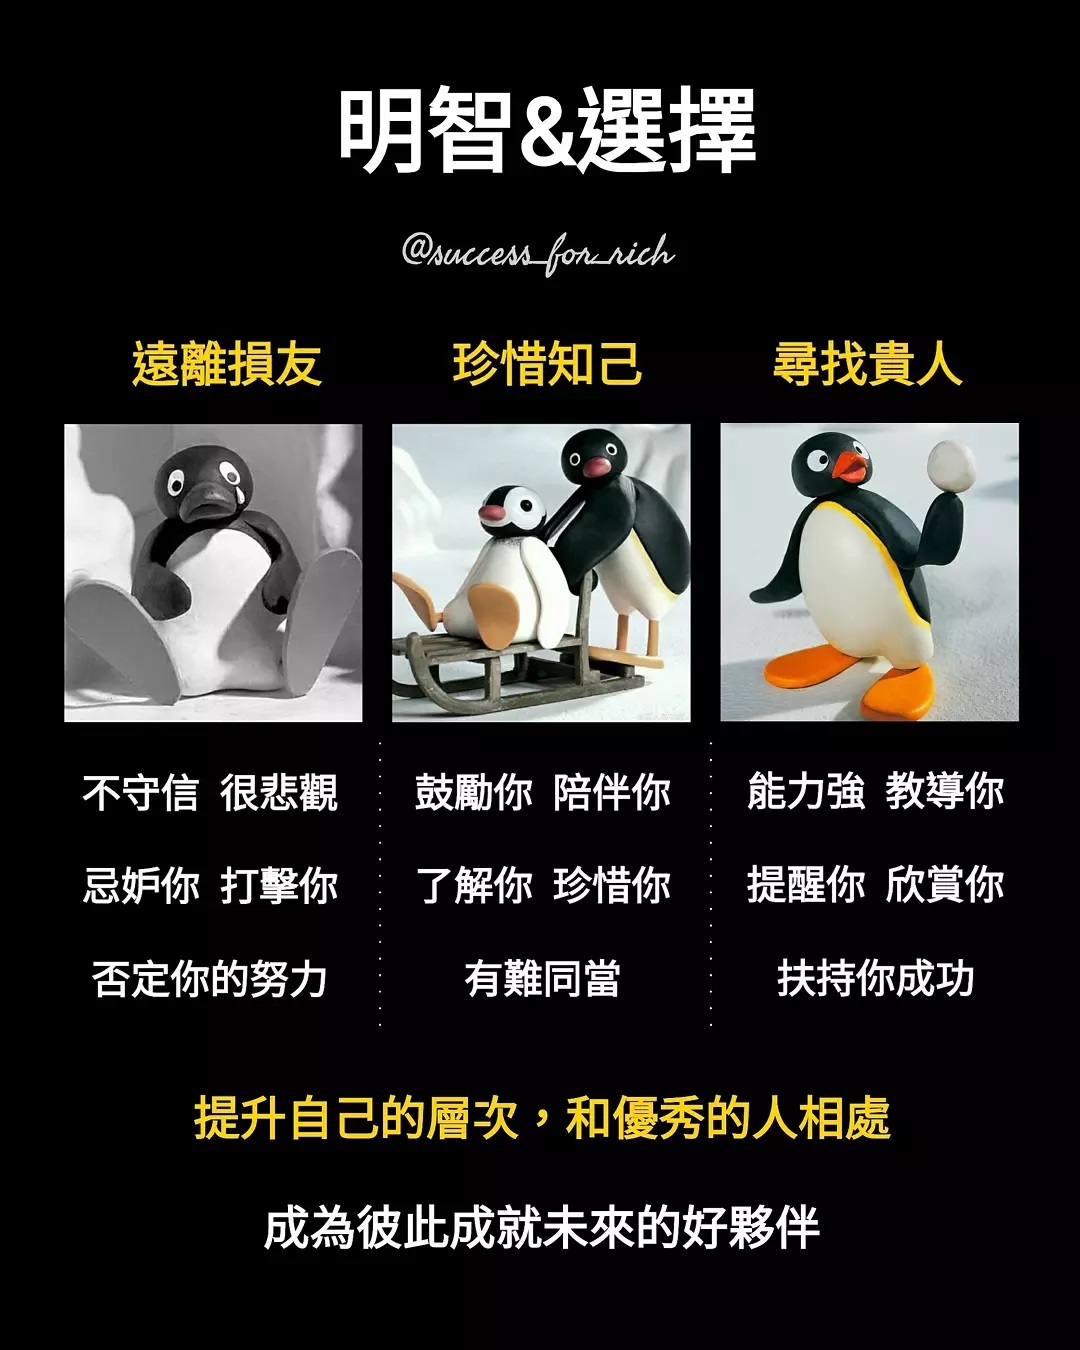 明智&選擇
@success_for_rich
遠離損友
珍惜知己
尋找貴人
不守信 很悲觀
忌妒你 打擊你
否定你的努力
鼓勵你 陪伴你
了解你 珍惜你
有難同當
能力強 教導你
提醒你 欣賞你
扶持你成功
提升自己的層次，和優秀的人相處
成為彼此成就未來的好夥伴